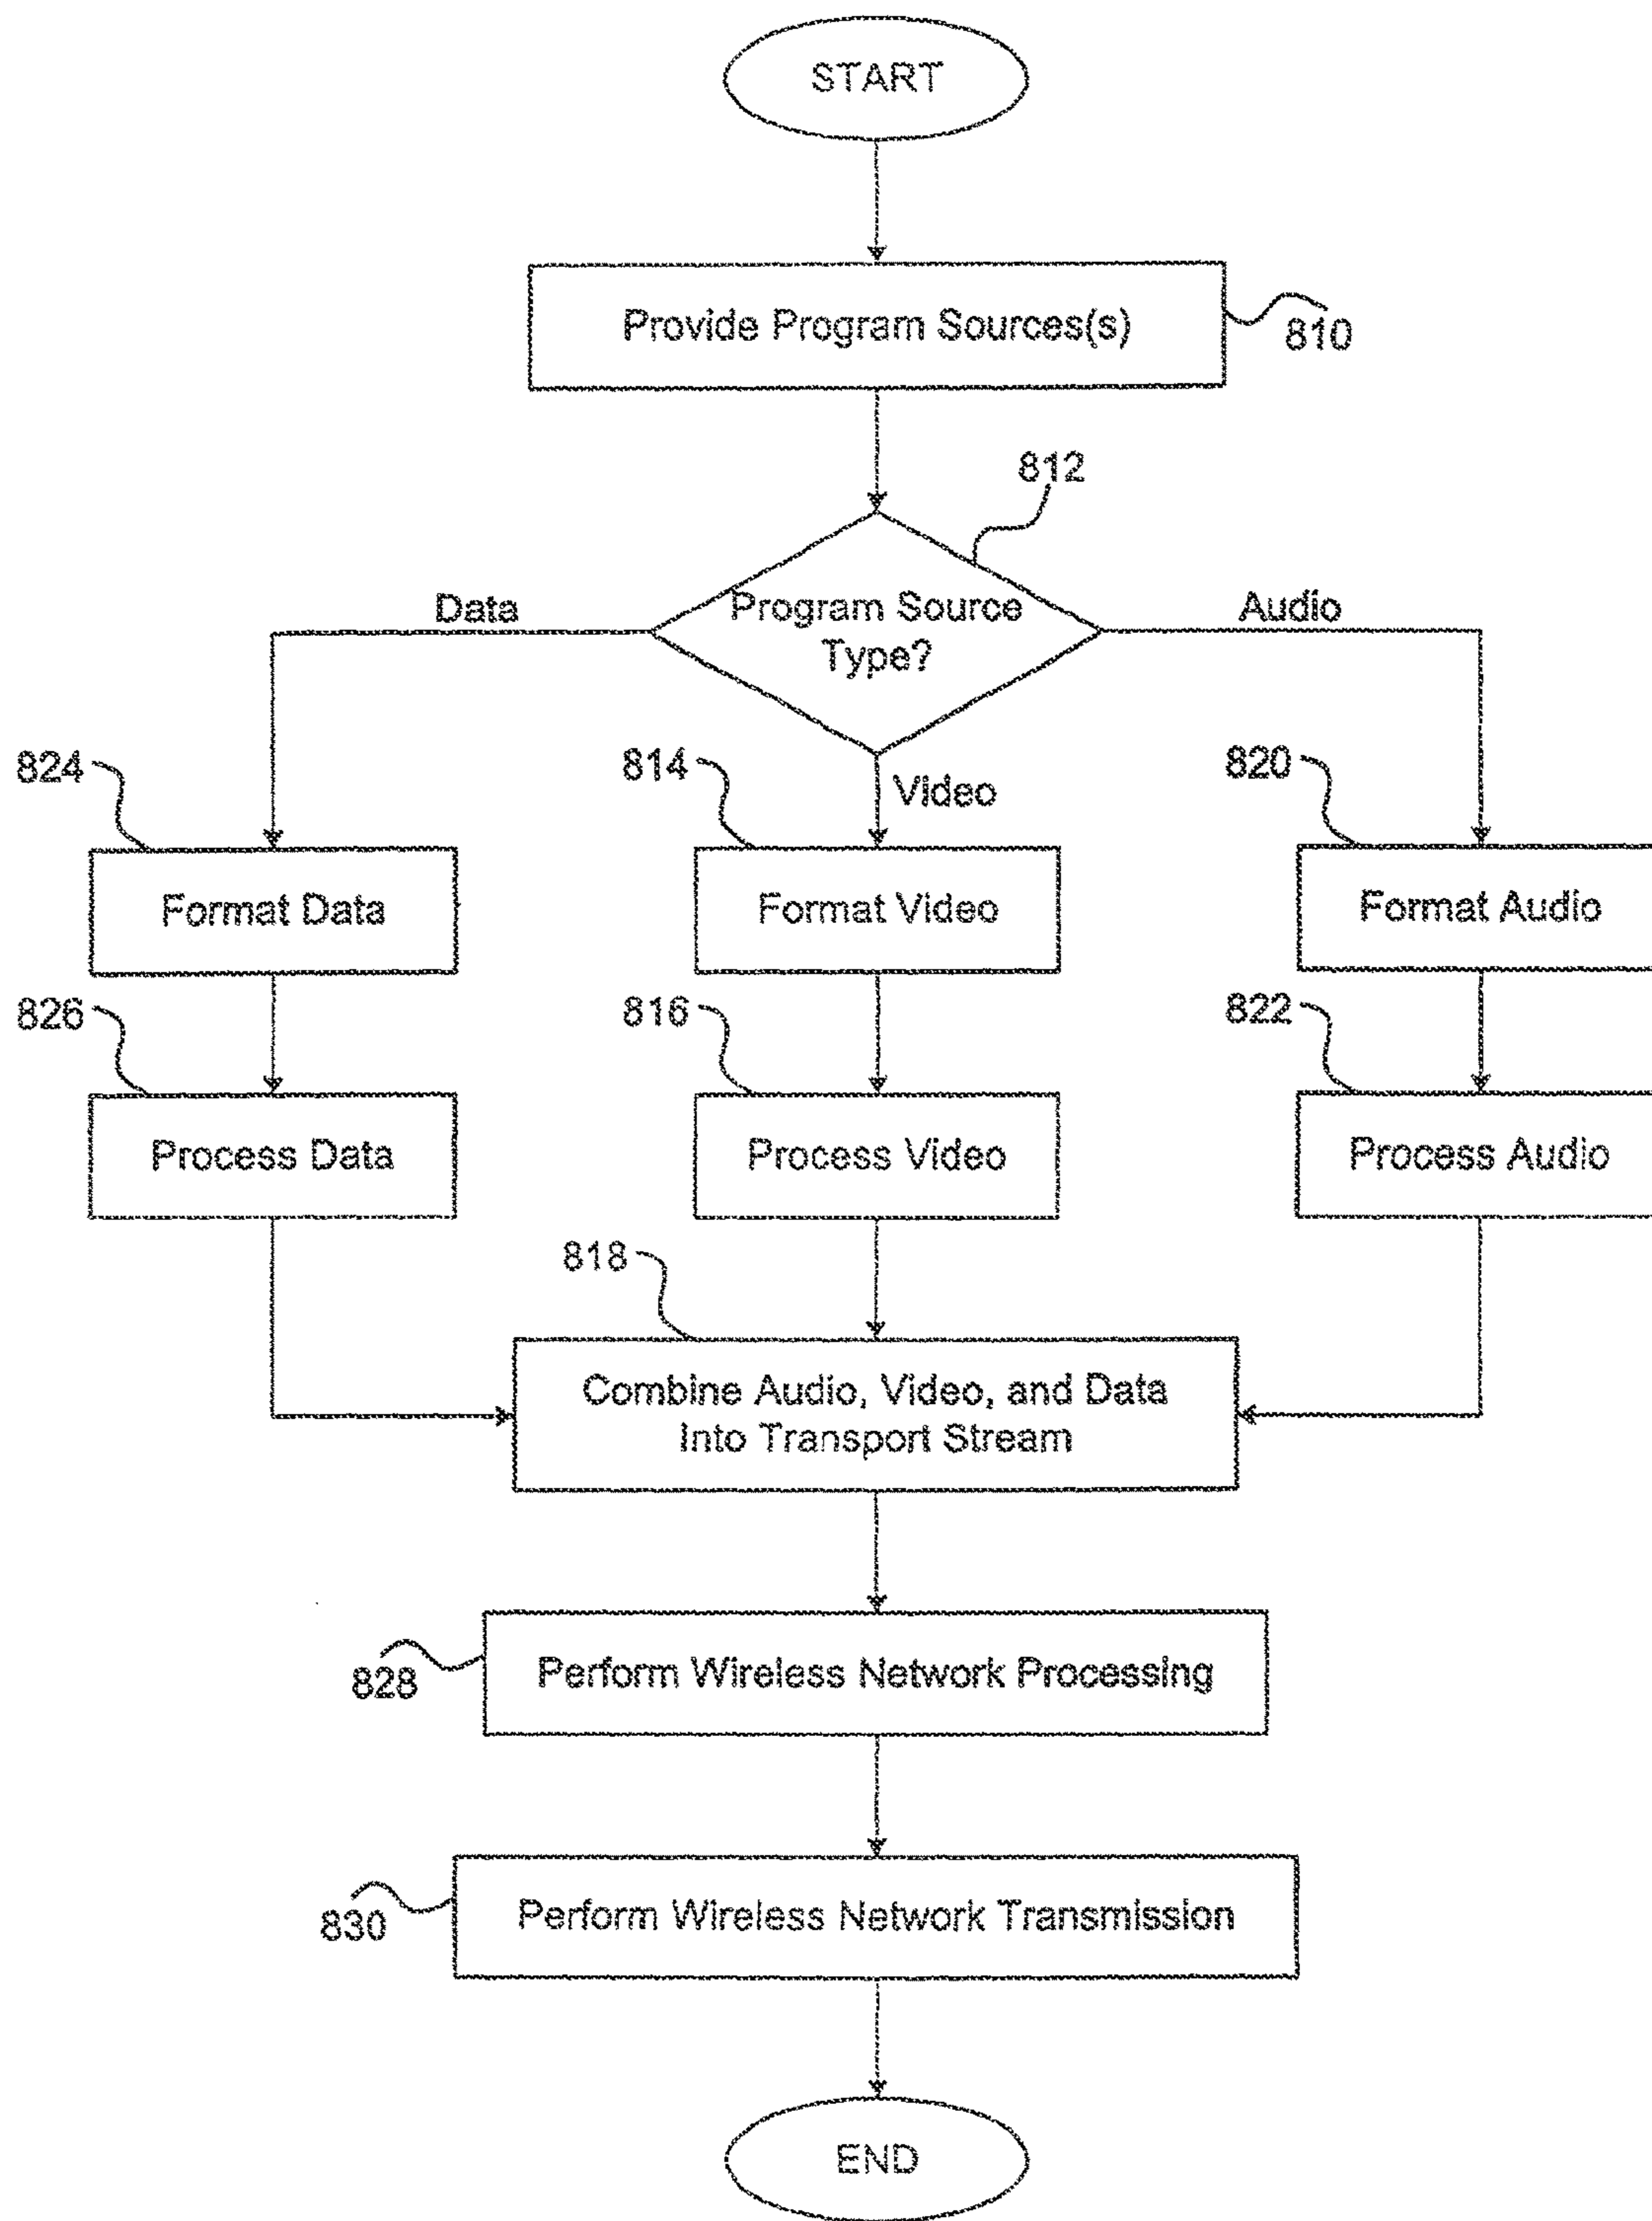 START
Provide Program Sources(s)
810
812
Program Source
Type?
Data
Audio
Video
824
814
820
Format Data
Format Video
Format Audio
826
816
822
Process Data
Process Video
Process Audio
818
Combine Audio, Video, and Data
Into Transport Stream
828
Perform Wireless Network Processing
830
Perform Wireless Network Transmission
END